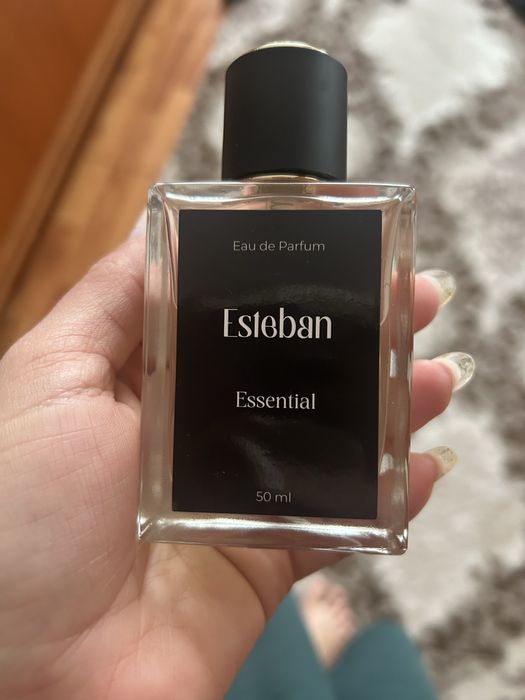 Eau de Parfum
Esteban
Essential
50 ml